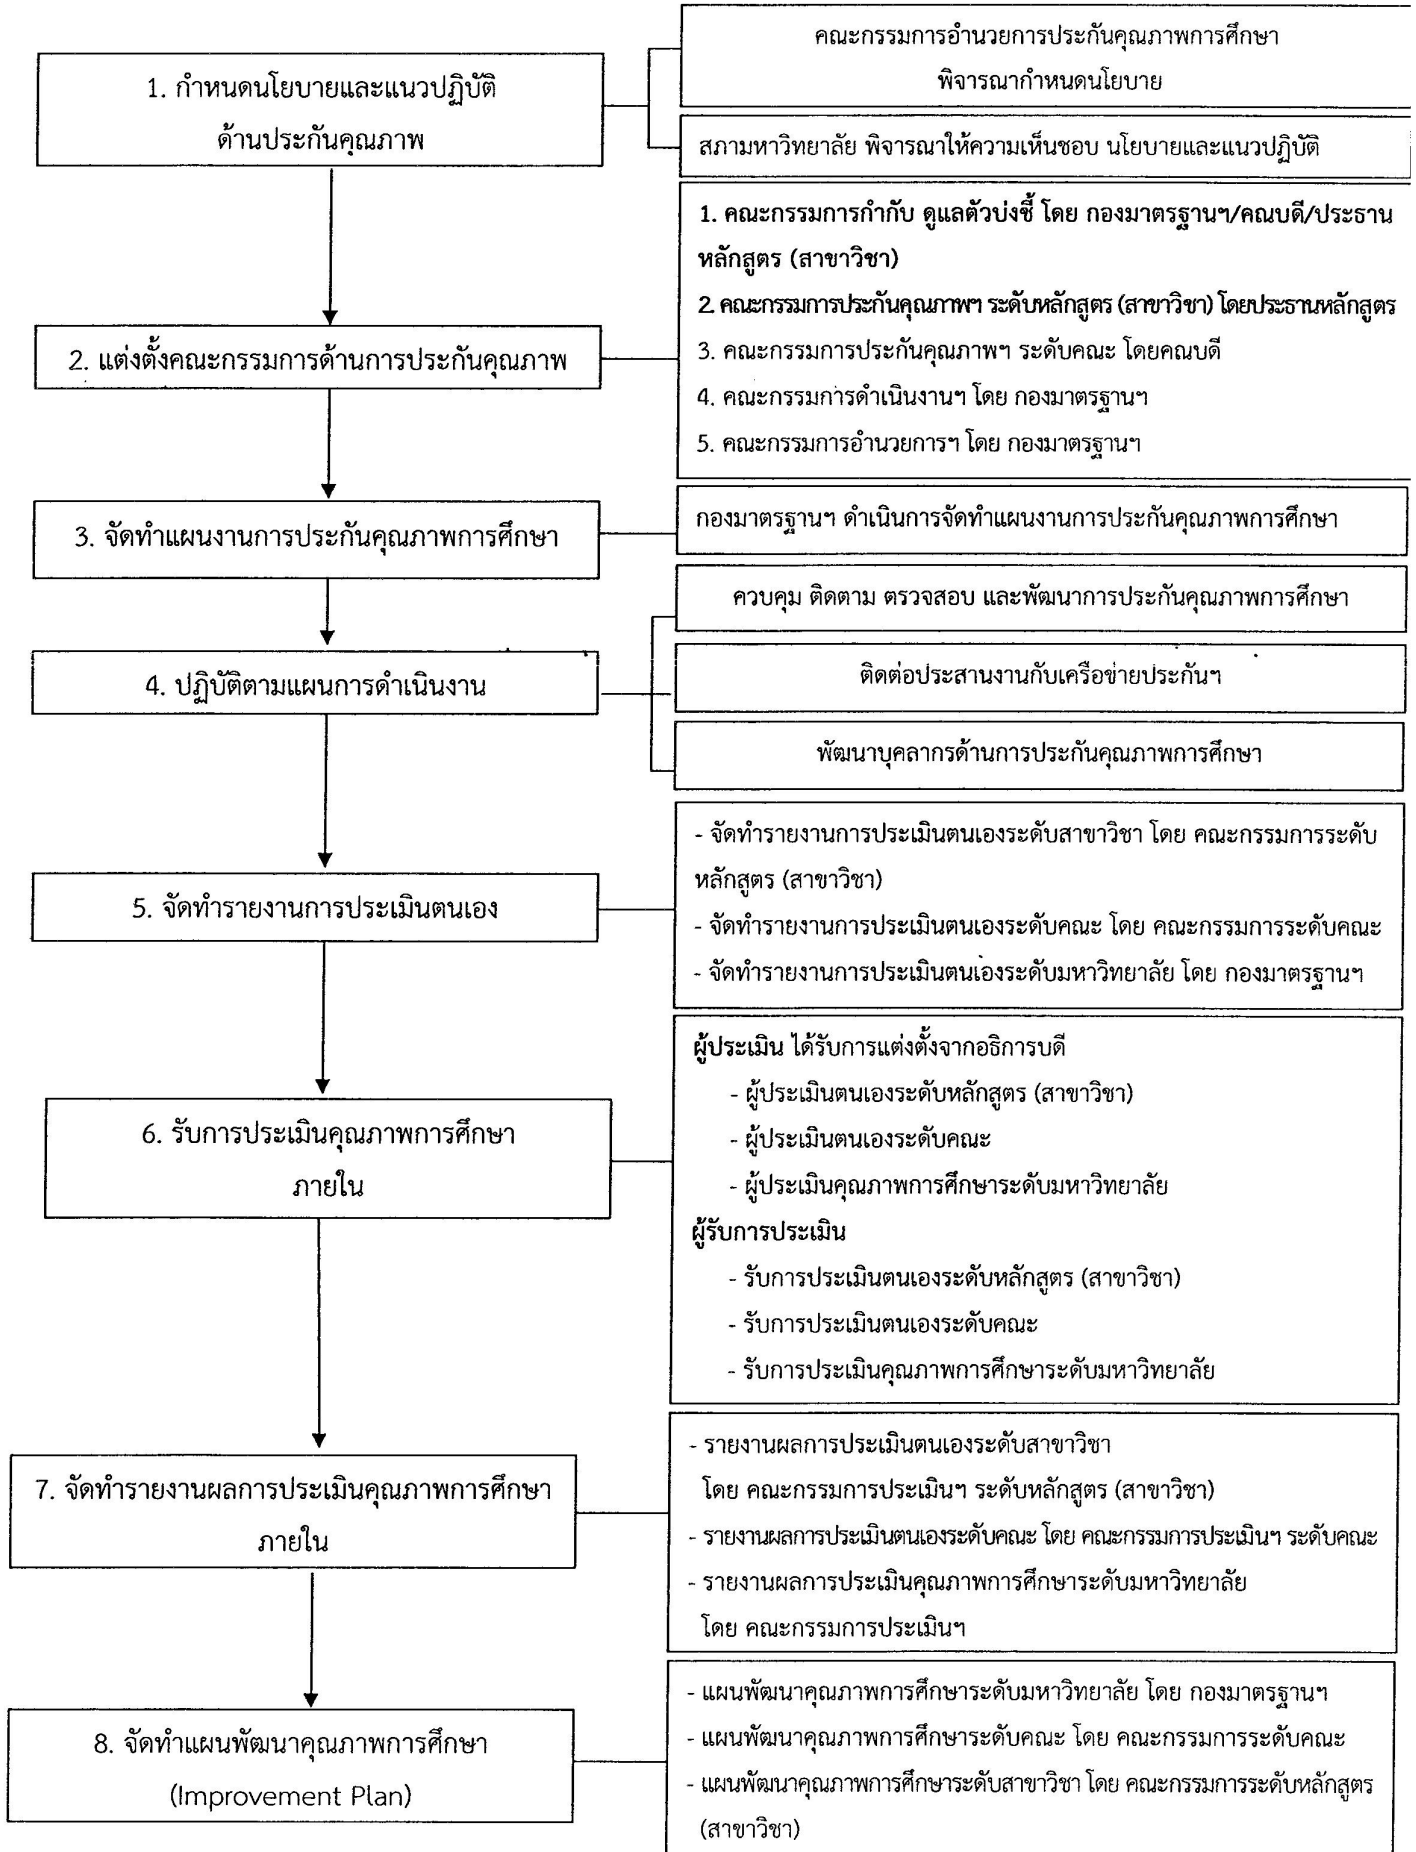 1. กำหนดนโยบายและแนวปฏิบัติ
ด้านประกันคุณภาพ
คณะกรรมการอำนวยการประกันคุณภาพการศึกษา
พิจารณากำหนดนโยบาย
สภามหาวิทยาลัย พิจารณาให้ความเห็นชอบ นโยบายและแนวปฏิบัติ
2. แต่งตั้งคณะกรรมการด้านการประกันคุณภาพ
1. คณะกรรมการกำกับ ดูแลตัวบ่งชี้ โดย กองมาตรฐานฯ/คณบดี/ประธาน
หลักสูตร (สาขาวิชา)
2. คณะกรรมการประกันคุณภาพฯ ระดับหลักสูตร (สาขาวิชา) โดยประธานหลักสูตร
3. คณะกรรมการประกันคุณภาพฯ ระดับคณะ โดยคณบดี
4. คณะกรรมการดำเนินงานฯ โดย กองมาตรฐานฯ
5. คณะกรรมการอำนวยการฯ โดย กองมาตรฐานฯ
3. จัดทำแผนงานการประกันคุณภาพการศึกษา
กองมาตรฐานฯ ดำเนินการจัดทำแผนงานการประกันคุณภาพการศึกษา
4. ปฏิบัติตามแผนการดำเนินงาน
ควบคุม ติดตาม ตรวจสอบ และพัฒนาการประกันคุณภาพการศึกษา
ติดต่อประสานงานกับเครือข่ายประกันฯ
พัฒนาบุคลากรด้านการประกันคุณภาพการศึกษา
5. จัดทำรายงานการประเมินตนเอง
- จัดทำรายงานการประเมินตนเองระดับสาขาวิชา โดย คณะกรรมการระดับ
หลักสูตร (สาขาวิชา)
- จัดทำรายงานการประเมินตนเองระดับคณะ โดย คณะกรรมการระดับคณะ
- จัดทำรายงานการประเมินตนเองระดับมหาวิทยาลัย โดย กองมาตรฐานฯ
6. รับการประเมินคุณภาพการศึกษา
ภายใน
ผู้ประเมิน ได้รับการแต่งตั้งจากอธิการบดี
- ผู้ประเมินตนเองระดับหลักสูตร (สาขาวิชา)
- ผู้ประเมินตนเองระดับคณะ
- ผู้ประเมินคุณภาพการศึกษาระดับมหาวิทยาลัย
ผู้รับการประเมิน
- รับการประเมินตนเองระดับหลักสูตร (สาขาวิชา)
- รับการประเมินตนเองระดับคณะ
- รับการประเมินคุณภาพการศึกษาระดับมหาวิทยาลัย
7. จัดทำรายงานผลการประเมินคุณภาพการศึกษา
ภายใน
- รายงานผลการประเมินตนเองระดับสาขาวิชา
โดย คณะกรรมการประเมินฯ ระดับหลักสูตร (สาขาวิชา)
- รายงานผลการประเมินตนเองระดับคณะ โดย คณะกรรมการประเมินฯ ระดับคณะ
- รายงานผลการประเมินคุณภาพการศึกษาระดับมหาวิทยาลัย
โดย คณะกรรมการประเมินฯ
8. จัดทำแผนพัฒนาคุณภาพการศึกษา
(Improvement Plan)
- แผนพัฒนาคุณภาพการศึกษาระดับมหาวิทยาลัย โดย กองมาตรฐานฯ
- แผนพัฒนาคุณภาพการศึกษาระดับคณะ โดย คณะกรรมการระดับคณะ
- แผนพัฒนาคุณภาพการศึกษาระดับสาขาวิชา โดย คณะกรรมการระดับหลักสูตร
(สาขาวิชา)